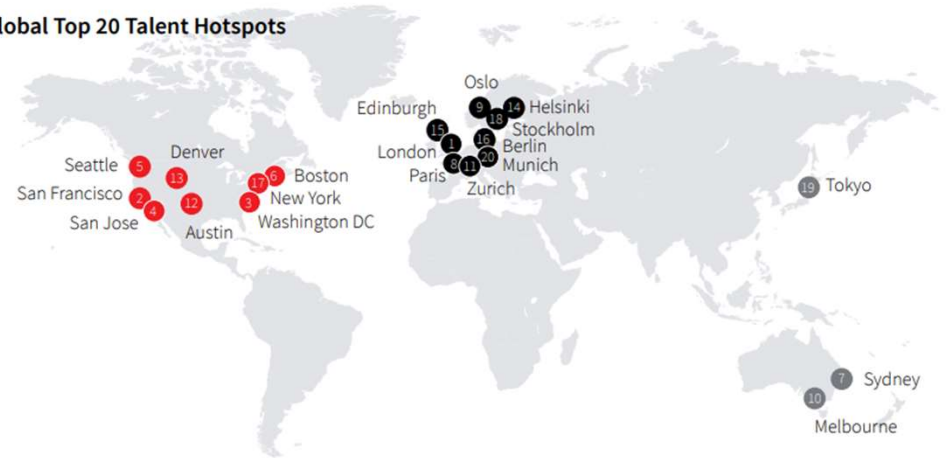 lobal Top 20 Talent Hotspots
Oslo
Edinburgh
9
14
Helsinki
18
15
Stockholm
1
16
Berlin
London
20
Munich
8
11
Paris
Zurich
Denver
Seattle
5
13
6
Boston
17
San Francisco
2
New York
12
3
4
San Jose
Washington DC
Austin
19
Tokyo
7
Sydney
10
Melbourne